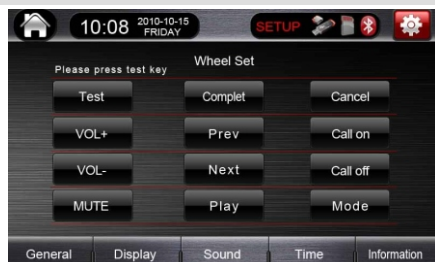 10:08 2010-10-15 FRIDAY SETUP
Wheel Set
Please press test key
Test Complet Cancel
VOL+ Prev Call on
VOL- Next Call off
MUTE Play Mode
General Display Sound Time Information